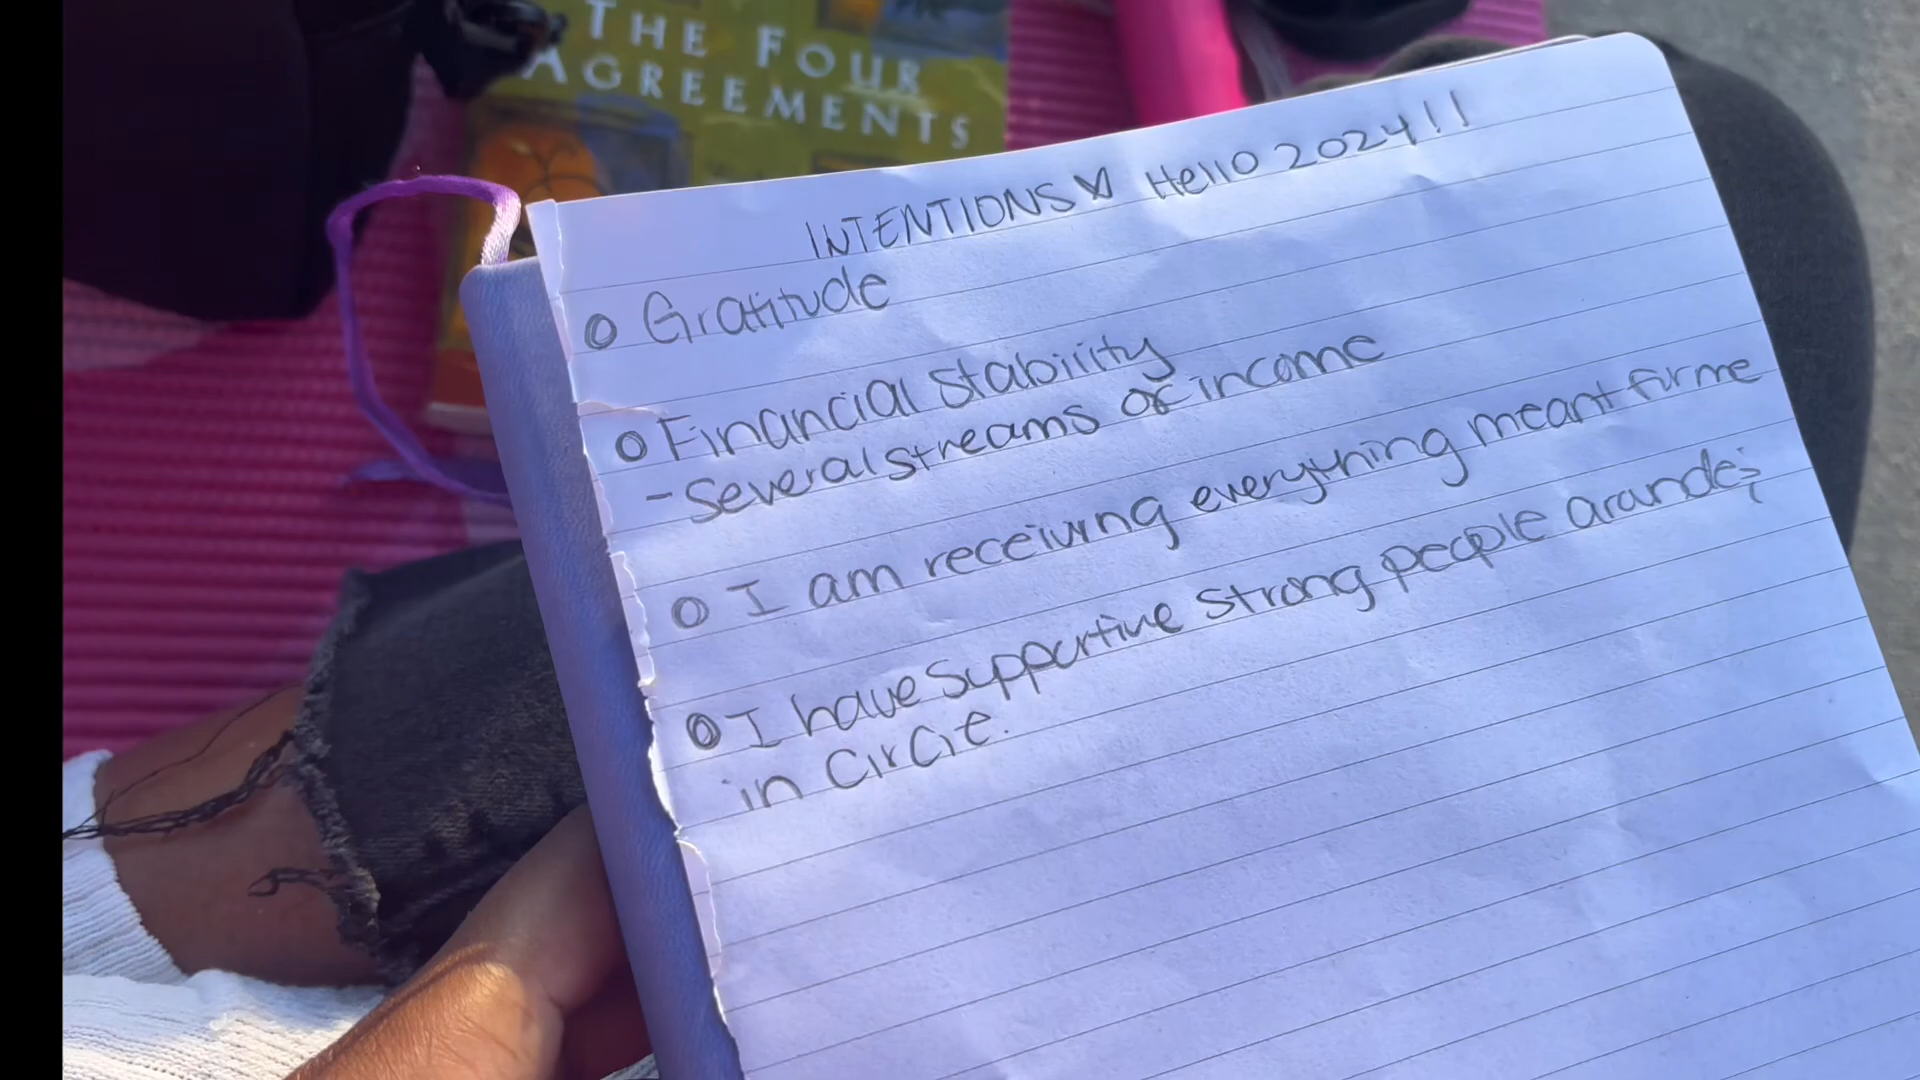 THE FOUR
AGREEMENTS
INTENTIONS Hello 2024!!
Gratitude
Financial Stability
- Several streams of income
I am receiving everything meant for me
I have supportive strong people around &
in circle.